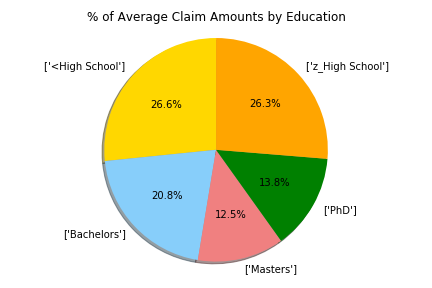 % of Average Claim Amounts by Education
['<High School']
['z_High School']
26.6%
26.3%
20.8%
13.8%
12.5%
['PhD']
['Bachelors']
['Masters']